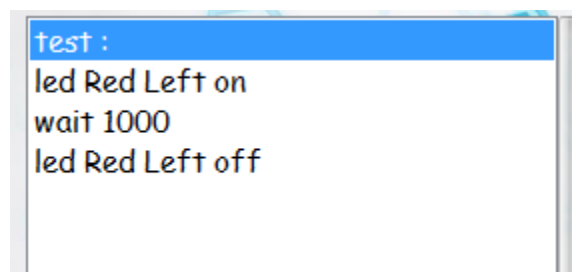 test :
led Red Left on
wait 1000
led Red Left off